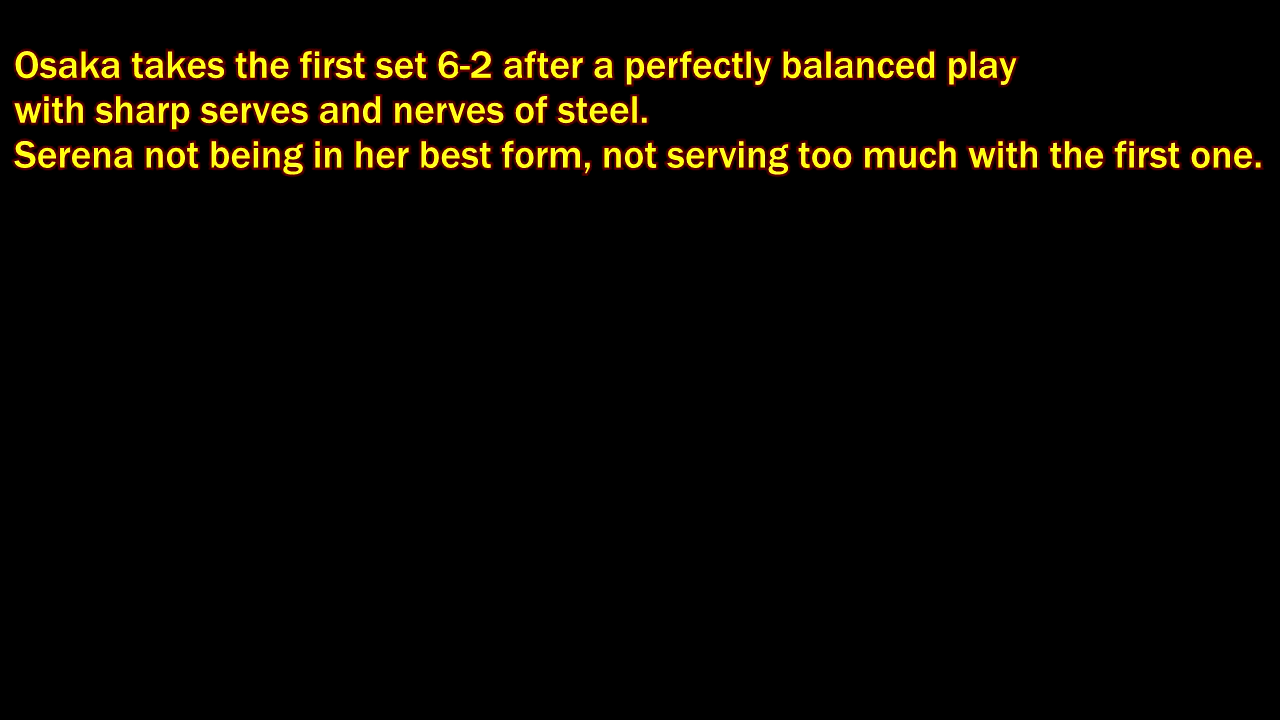 Osaka takes the first set 6-2 after a perfectly balanced play
with sharp serves and nerves of steel.
Serena not being in her best form, not serving too much with the first one.